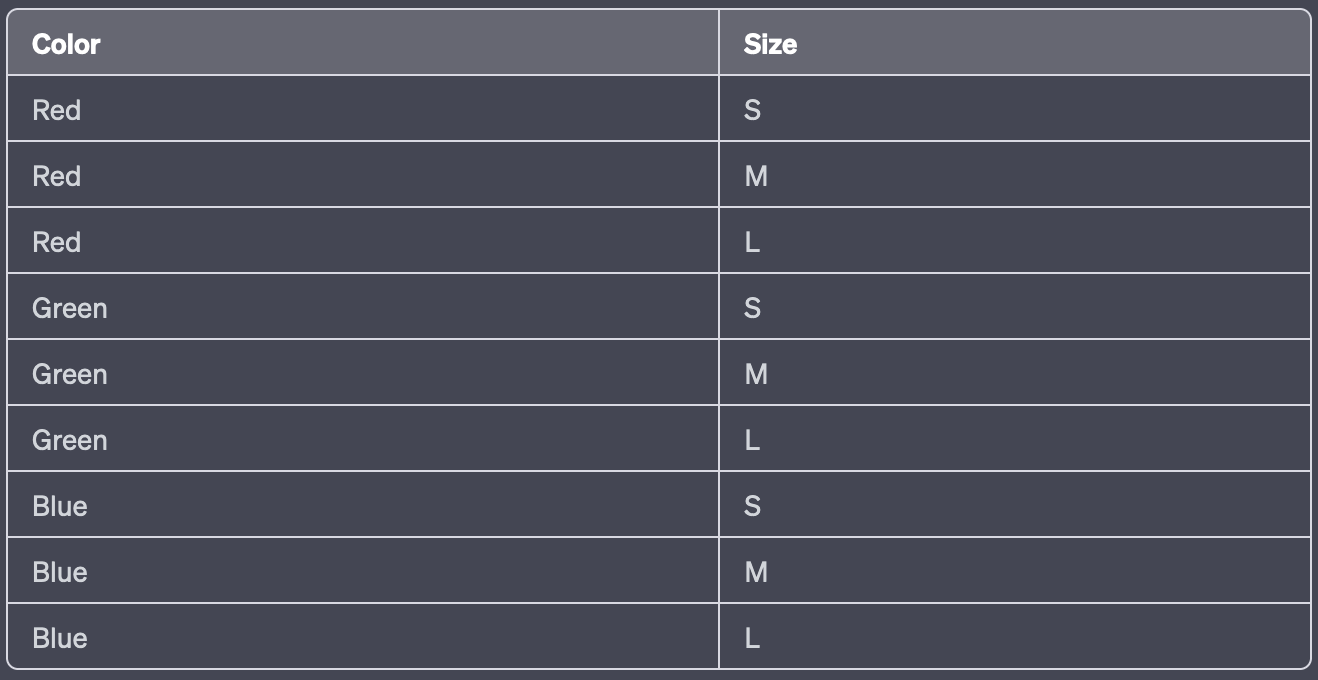 Color Size
Red S
Red M
Red L
Green S
Green M
Green L
Blue S
Blue M
Blue L